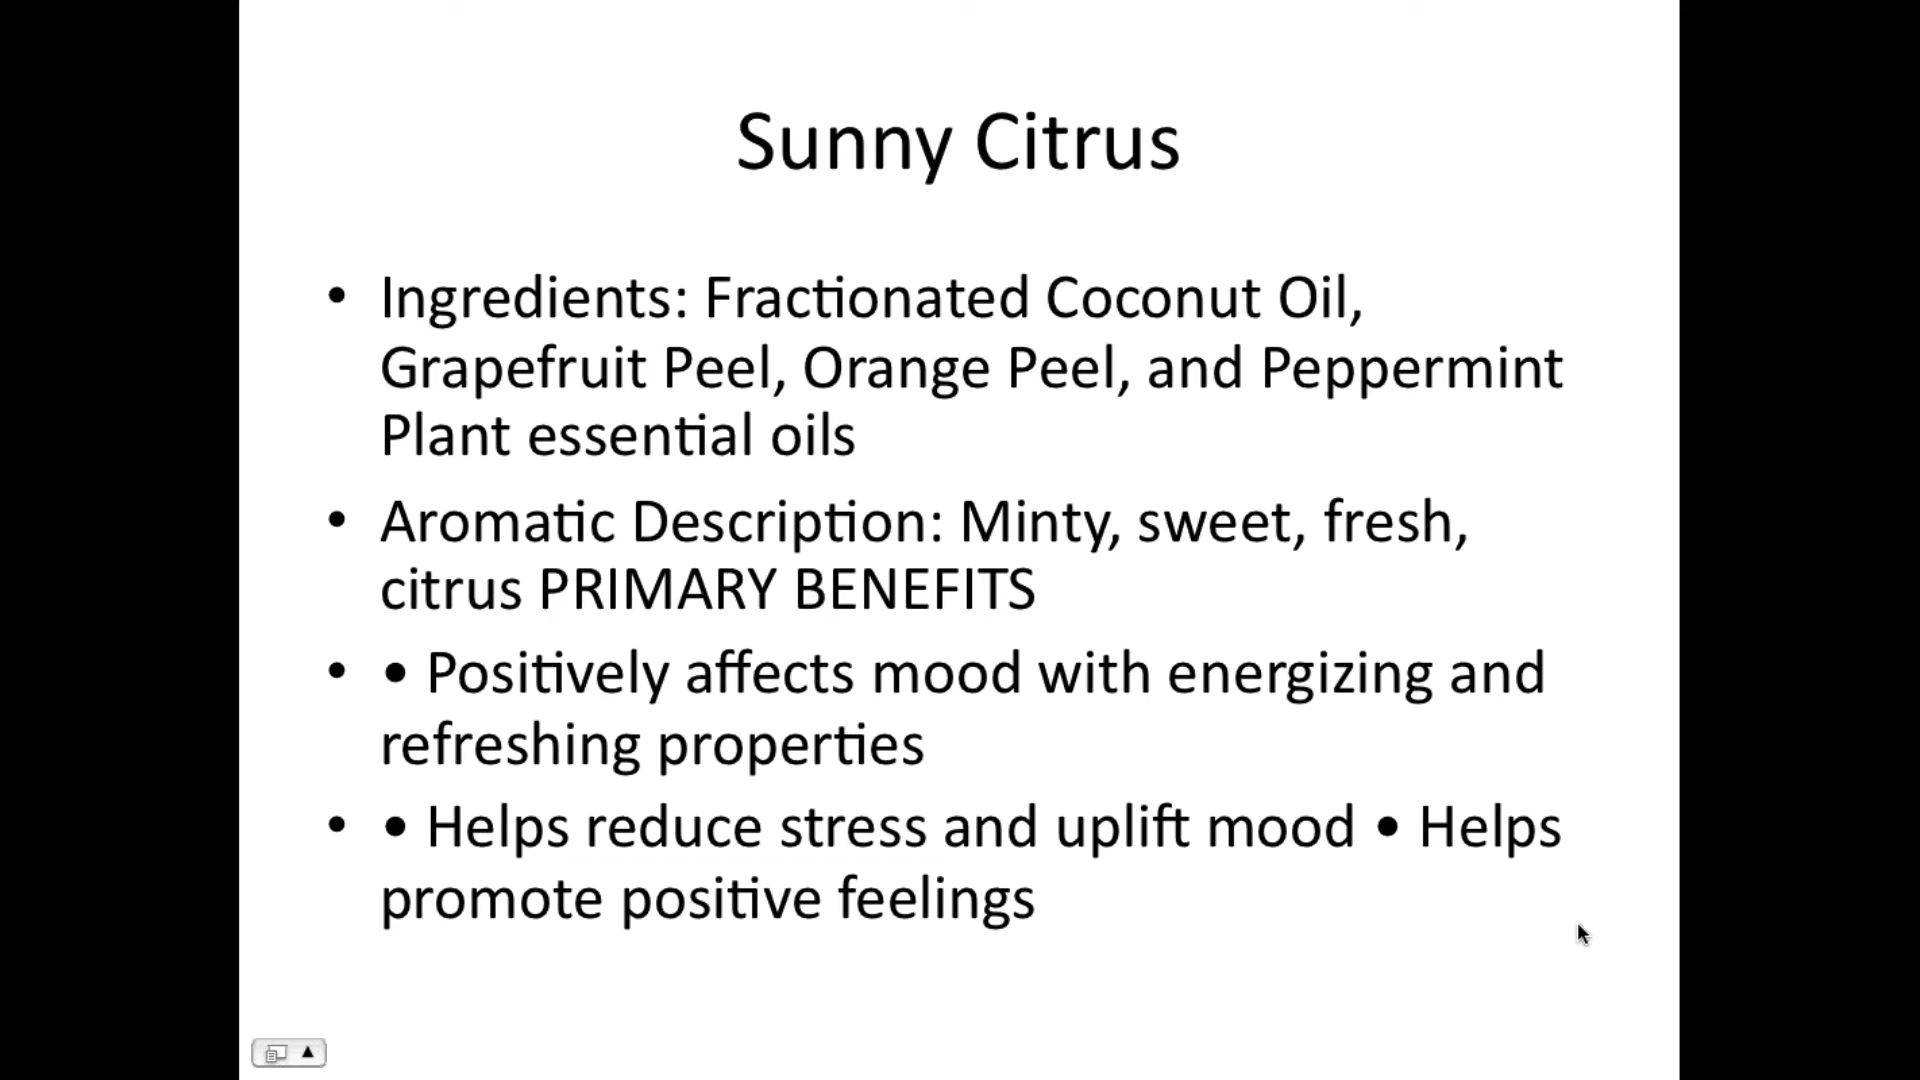 Sunny Citrus
• Ingredients: Fractionated Coconut Oil,
Grapefruit Peel, Orange Peel, and Peppermint
Plant essential oils
• Aromatic Description: Minty, sweet, fresh,
citrus PRIMARY BENEFITS
• • Positively affects mood with energizing and
refreshing properties
• • Helps reduce stress and uplift mood • Helps
promote positive feelings